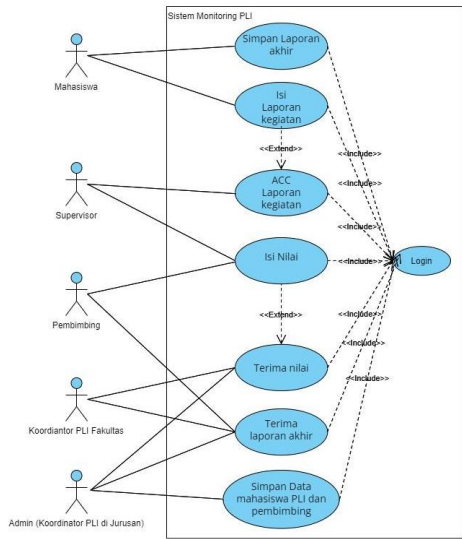 Sistem Monitoring PLI
Simpan Laporan
akhir
Mahasiswa
Isi
Laporan
kegiatan
<<Extend>>
<<Include>>
<<Include>>
ACC
Laporan
kegiatan
Supervisor
<<Include>>
Isi Nilai
<<Include>>
Login
Pembimbing
<<Extend>>
<<Include>>
<<Include>>
Terima nilai
<<Include>>
Koordiantor PLI Fakultas
Terima
laporan akhir
Simpan Data
mahasiswa PLI dan
pembimbing
Admin (Koordinator PLI di Jurusan)